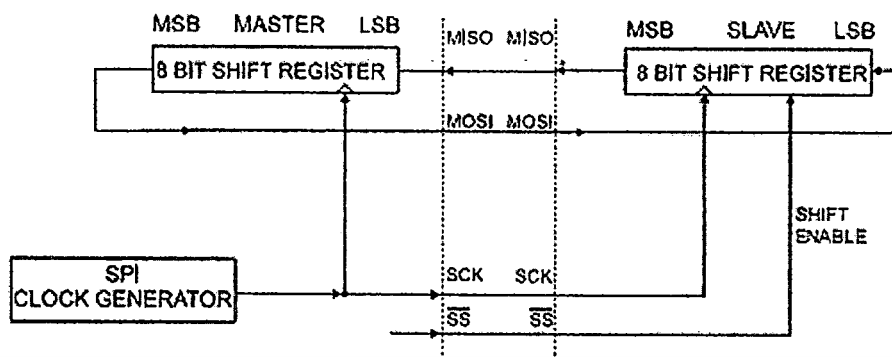 MSB MASTER LSB
MISO MISO
MSB SLAVE LSB
8 BIT SHIFT REGISTER
8 BIT SHIFT REGISTER
MOSI MOSI
SHIFT
ENABLE
SPI
CLOCK GENERATOR
SCK SCK
SS SS